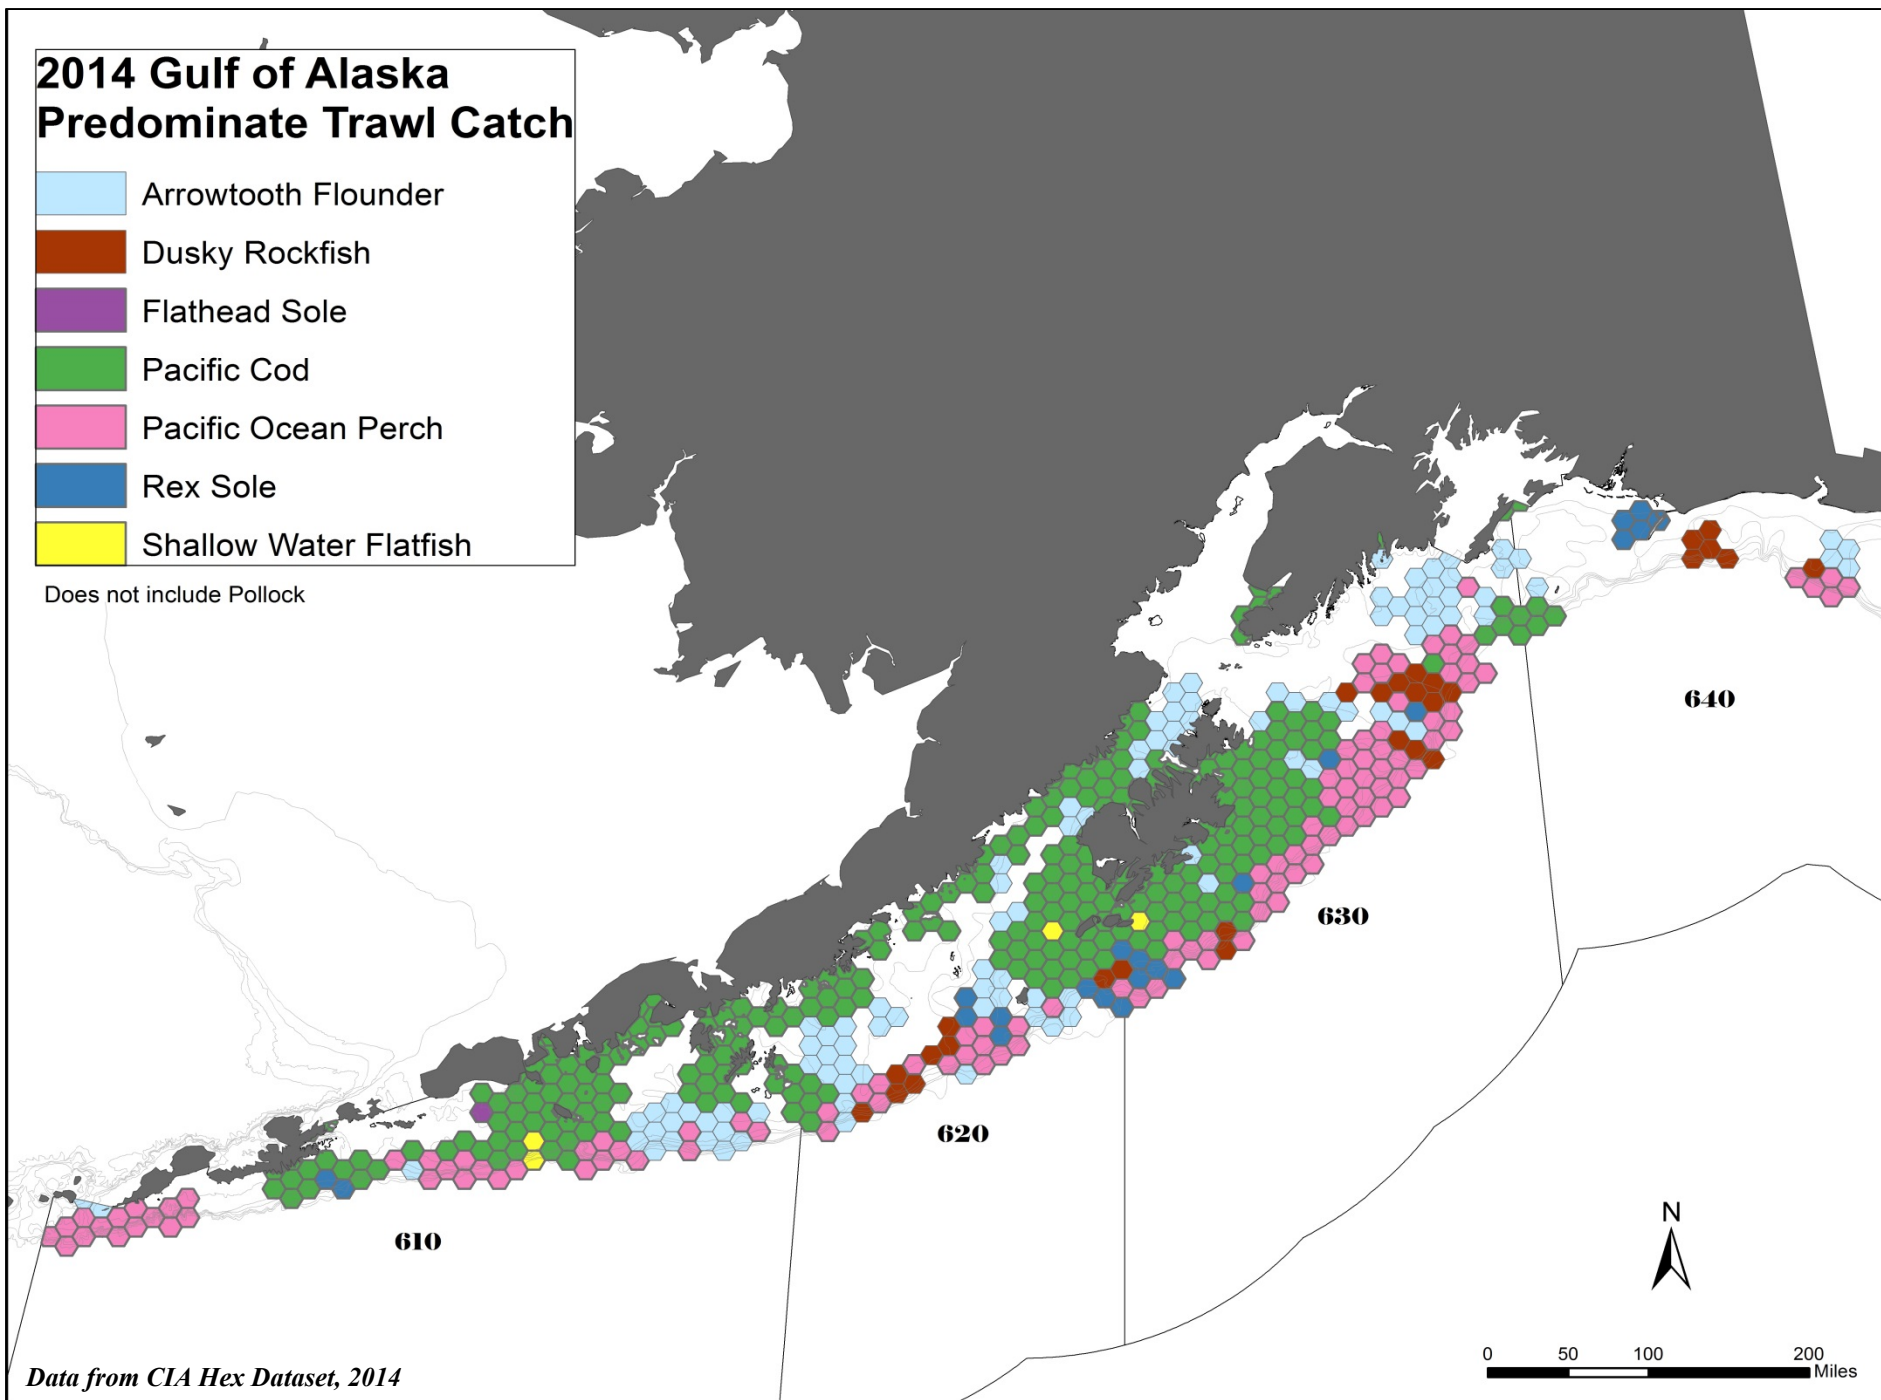 2014 Gulf of Alaska
Predominate Trawl Catch
Arrowtooth Flounder
Dusky Rockfish
Flathead Sole
Pacific Cod
Pacific Ocean Perch
Rex Sole
Shallow Water Flatfish
Does not include Pollock
640
630
620
610
N
0 50 100 200
Miles
Data from CIA Hex Dataset, 2014